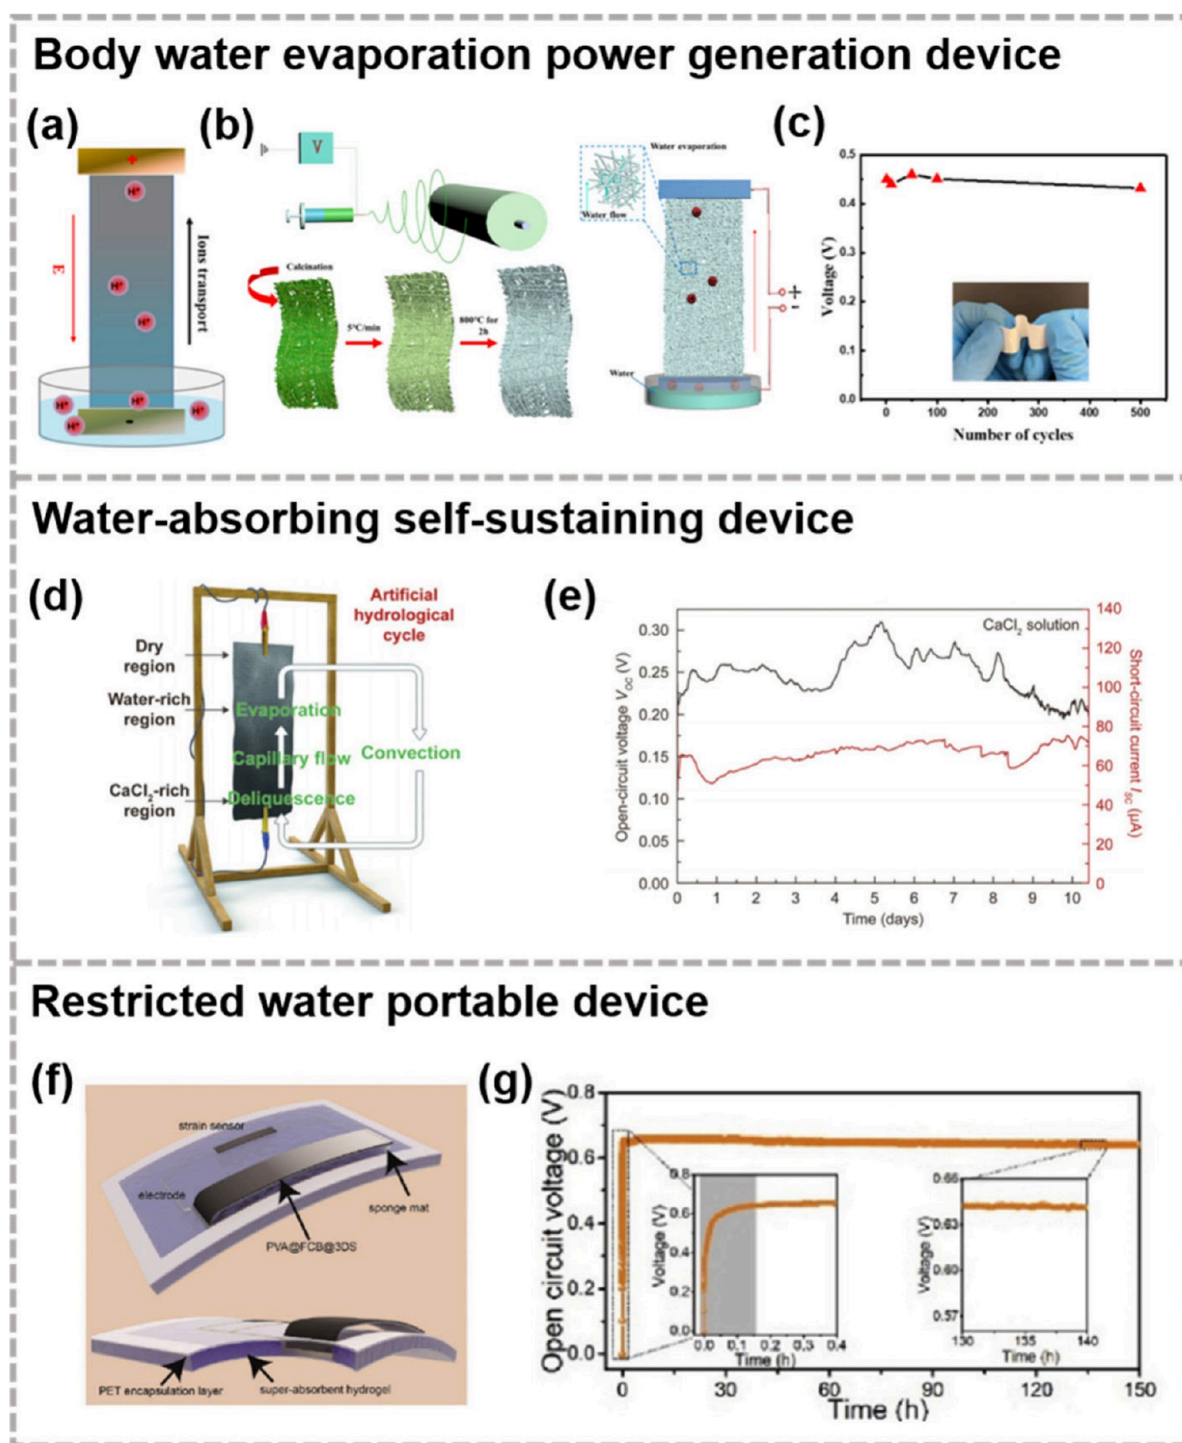 Body water evaporation power generation device
(a)
+
H⁺
H⁺
H⁺
H⁺
H⁺
H⁺
H⁺
-
E
Ions transport
(b)
V
Calcination
5°C/min
800°C for
2h
Water evaporation
Water flow
Water
+
-
(c)
Voltage (V)
0.5
0.4
0.3
0.2
0.1
0.0
0
100
200
300
400
500
Number of cycles
Water-absorbing self-sustaining device
(d)
Artificial
hydrological
cycle
Dry
region
Water-rich
region
CaCl₂-rich
region
Evaporation
Capillary flow
Deliquescence
Convection
(e)
CaCl₂ solution
Open-circuit voltage V_OC (V)
0.30
0.25
0.20
0.15
0.10
0.05
0.00
Short-circuit current I_SC (μA)
140
120
100
80
60
40
20
0
0 1 2 3 4 5 6 7 8 9 10
Time (days)
Restricted water portable device
(f)
strain sensor
electrode
sponge mat
PVA@FCB@3DS
PET encapsulation layer
super-absorbent hydrogel
(g)
Open circuit voltage (V)
0.8
0.6
0.4
0.2
0.0
0 30 60 90 120 150
Time (h)
Voltage (V)
0.8
0.6
0.4
0.2
0.0
0.0 0.1 0.2 0.3 0.4
Time (h)
Voltage (V)
0.66
0.63
0.60
0.57
130 135 140
Time (h)